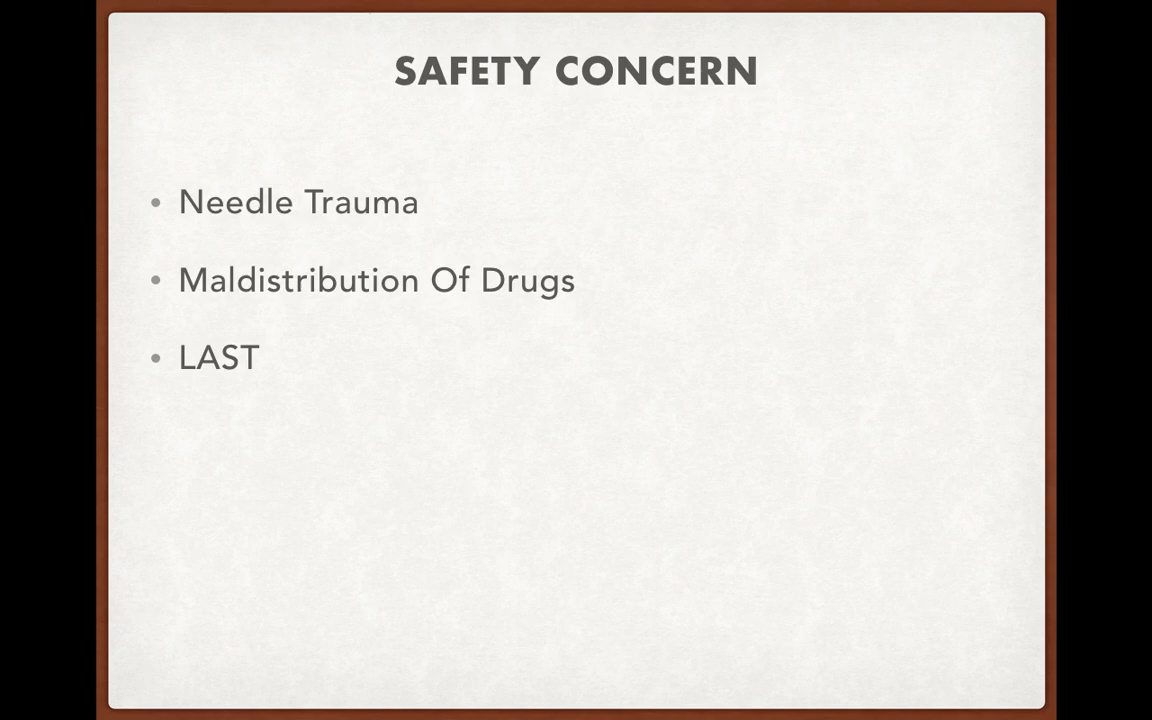 SAFETY CONCERN
• Needle Trauma
• Maldistribution Of Drugs
• LAST